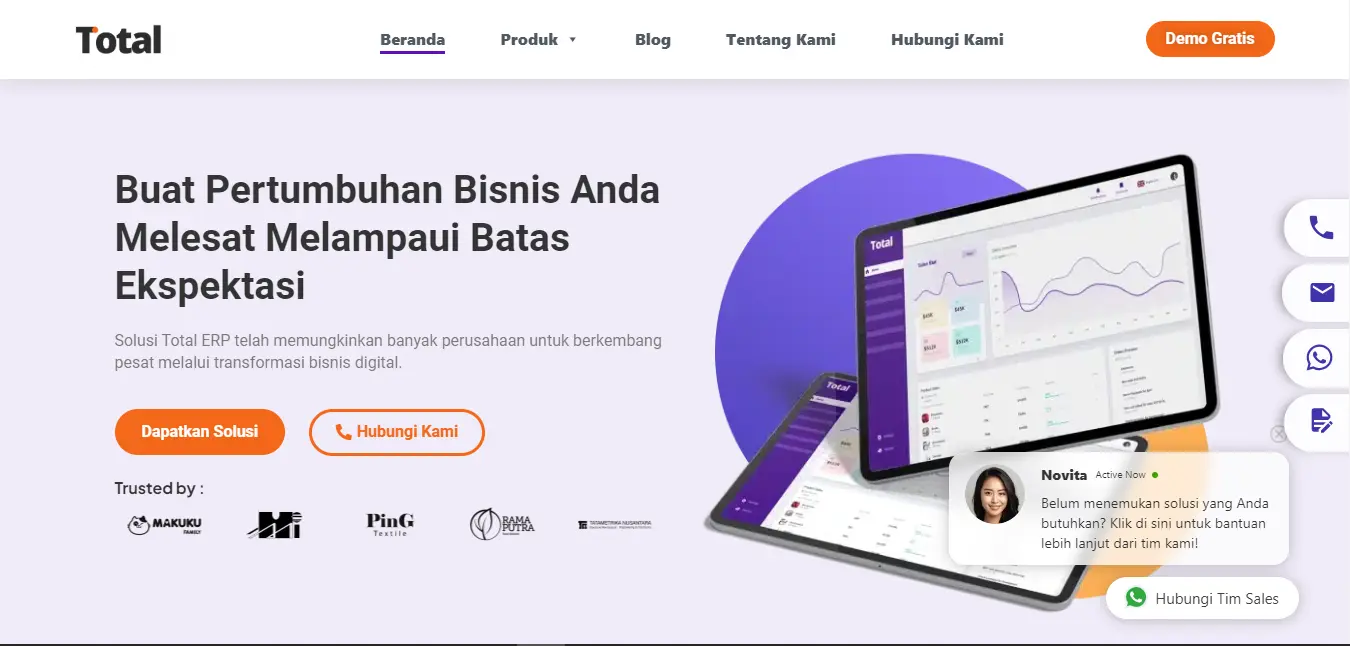 Total
Beranda
Produk
Blog
Tentang Kami
Hubungi Kami
Demo Gratis
Buat Pertumbuhan Bisnis Anda
Melesat Melampaui Batas
Ekspektasi
Solusi Total ERP telah memungkinkan banyak perusahaan untuk berkembang
pesat melalui transformasi bisnis digital.
Dapatkan Solusi
Hubungi Kami
Trusted by :
MAKUKU
FAMILY
PinG
Textile
RAMA
PUTRA
TATAMETRIKA NUSANTARA
Total
Total
Novita Active Now
Belum menemukan solusi yang Anda
butuhkan? Klik di sini untuk bantuan
lebih lanjut dari tim kami!
Hubungi Tim Sales